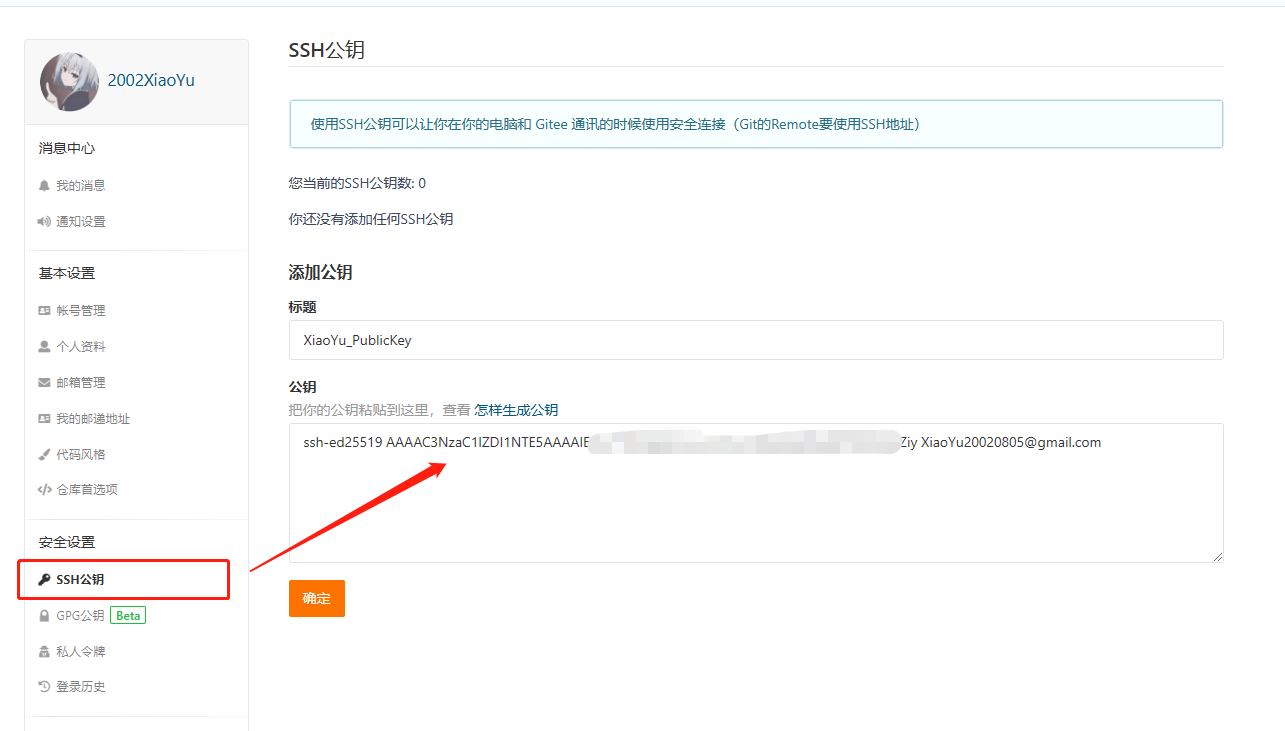 2002XiaoYu
消息中心
我的消息
通知设置
基本设置
帐号管理
个人资料
邮箱管理
我的邮递地址
代码风格
仓库首选项
安全设置
SSH公钥
GPG公钥 Beta
私人令牌
登录历史
SSH公钥
使用SSH公钥可以让你在你的电脑和 Gitee 通讯的时候使用安全连接（Git的Remote要使用SSH地址）
您当前的SSH公钥数: 0
你还没有添加任何SSH公钥
添加公钥
标题
XiaoYu_PublicKey
公钥
把你的公钥粘贴到这里，查看 怎样生成公钥
ssh-ed25519 AAAAC3NzaC1lZDI1NTE5AAAAIE Ziy XiaoYu20020805@gmail.com
确定